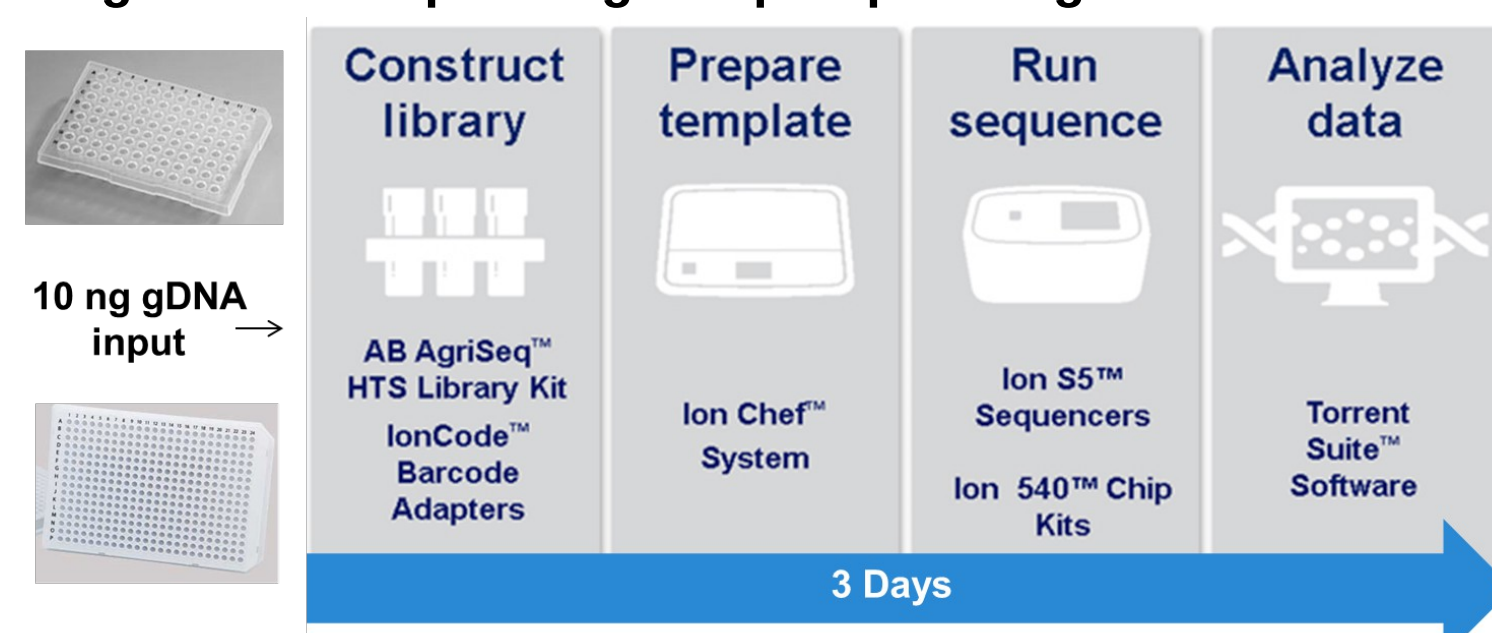 10 ng gDNA
input
Construct
library
AB AgriSeq™
HTS Library Kit
IonCode™
Barcode
Adapters
Prepare
template
Ion Chef™
System
Run
sequence
Ion S5™
Sequencers
Ion 540™ Chip
Kits
Analyze
data
Torrent
Suite™
Software
3 Days